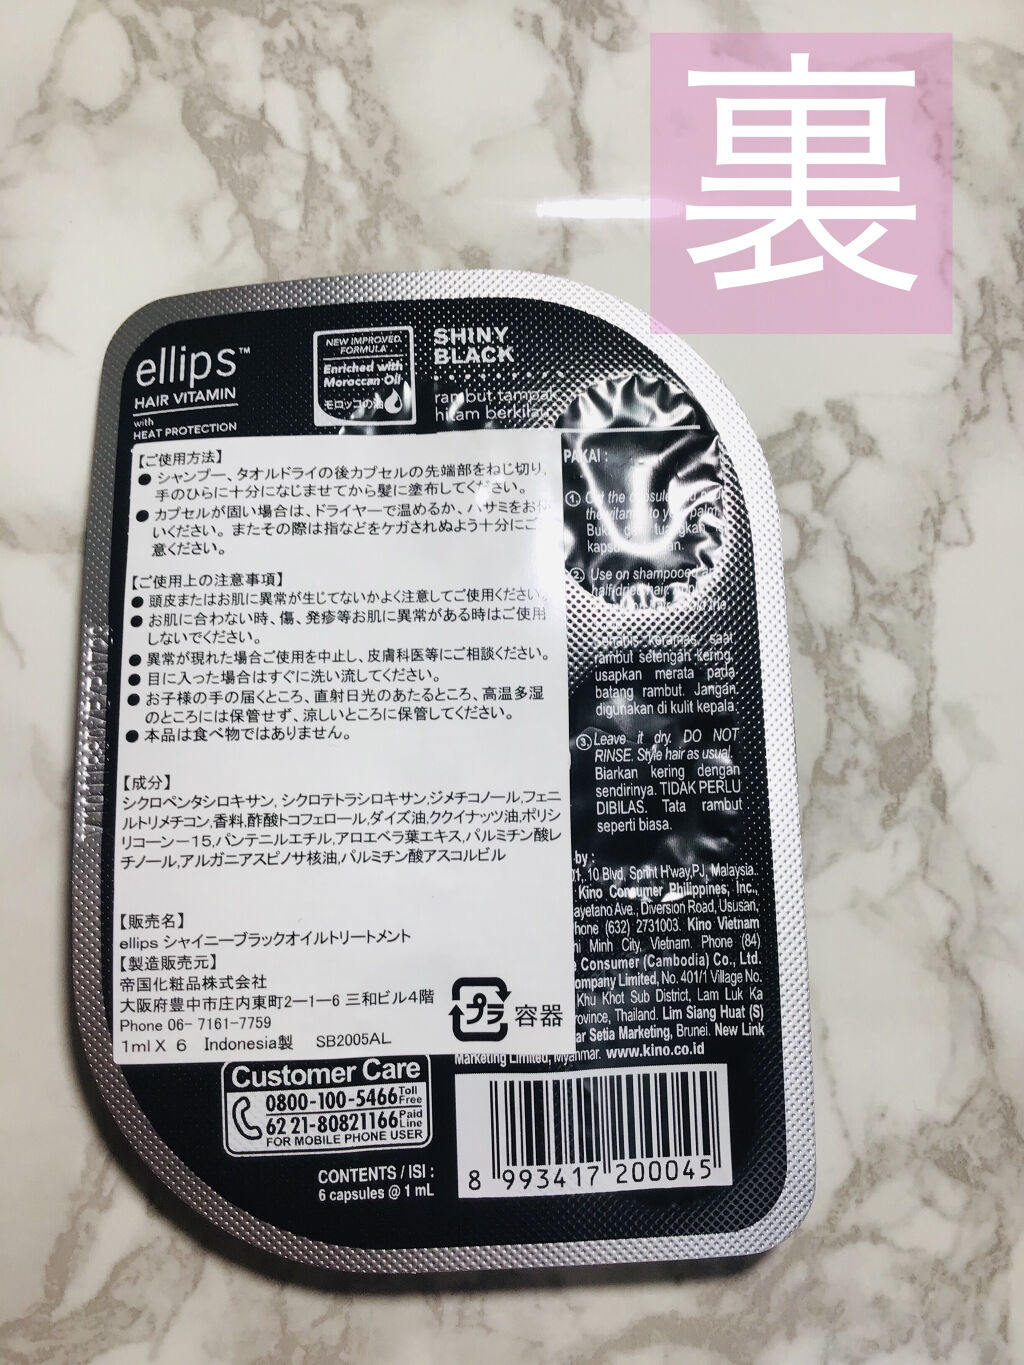 裏
ellips™
HAIR VITAMIN
with
HEAT PROTECTION
NEW IMPROVED
FORMULA
Enriched with
Moroccan Oil
モロッコの油
SHINY
BLACK
rambut tampak
hitam berkilau
【ご使用方法】
● シャンプー、タオルドライの後カプセルの先端部をねじ切り、
手のひらに十分になじませてから髪に塗布してください。
● カプセルが固い場合は、ドライヤーで温めるか、ハサミをお使
いください。またその際は指などをケガされぬよう十分にご
意ください。
【ご使用上の注意事項】
● 頭皮またはお肌に異常が生じてないかよく注意してご使用ください。
● お肌に合わない時、傷、発疹等お肌に異常がある時はご使用
しないでください。
● 異常が現れた場合ご使用を中止し、皮膚科医等にご相談ください。
● 目に入った場合はすぐに洗い流してください。
● お子様の手の届くところ、直射日光のあたるところ、高温多湿
のところには保管せず、涼しいところに保管してください。
● 本品は食べ物ではありません。
【成分】
シクロペンタシロキサン, シクロテトラシロキサン,ジメチコノール,フェニ
ルトリメチコン,香料,酢酸トコフェロール,ダイズ油,ククイナッツ油,ポリシ
リコーン－15,パンテニルエチル,アロエベラ葉エキス,パルミチン酸レ
チノール,アルガニアスピノサ核油,パルミチン酸アスコルビル
【販売名】
ellips シャイニーブラックオイルトリートメント
【製造販売元】
帝国化粧品株式会社
大阪府豊中市庄内東町2－1－6 三和ビル4階
Phone 06- 7161-7759
1ml X 6 Indonesia製 SB2005AL
プラ 容器
PAKAI :
① the
the vitamin to palm.
② Use on shampooed
half dried hair
keramas, saat
rambut setengah kering,
usapkan merata pada
batang rambut. Jangan
digunakan di kulit kepala.
③ Leave it dry. DO NOT
RINSE. Style hair as usual.
Biarkan kering dengan
sendirinya. TIDAK PERLU
DIBILAS. Tata rambut
seperti biasa.
by :
10 Blvd, Sprint H'way,PJ, Malaysia.
Kino Consumer Philippines, Inc.,
Ave., Diversion Road, Ususan,
(632) 2731003. Kino Vietnam
Minh City, Vietnam. Phone (84)
Consumer (Cambodia) Co., Ltd.
Company Limited, No. 401/1 Village No.
Khu Khot Sub District, Lam Luk Ka
Thailand. Lim Siang Huat (S)
Setia Marketing, Brunei. New Link
Marketing Limited, Myanmar. www.kino.co.id
Customer Care
0800-100-5466 Toll Free
62 21-80821166 Paid Line
FOR MOBILE PHONE USER
CONTENTS / ISI :
6 capsules @ 1 mL
8 993417 200045